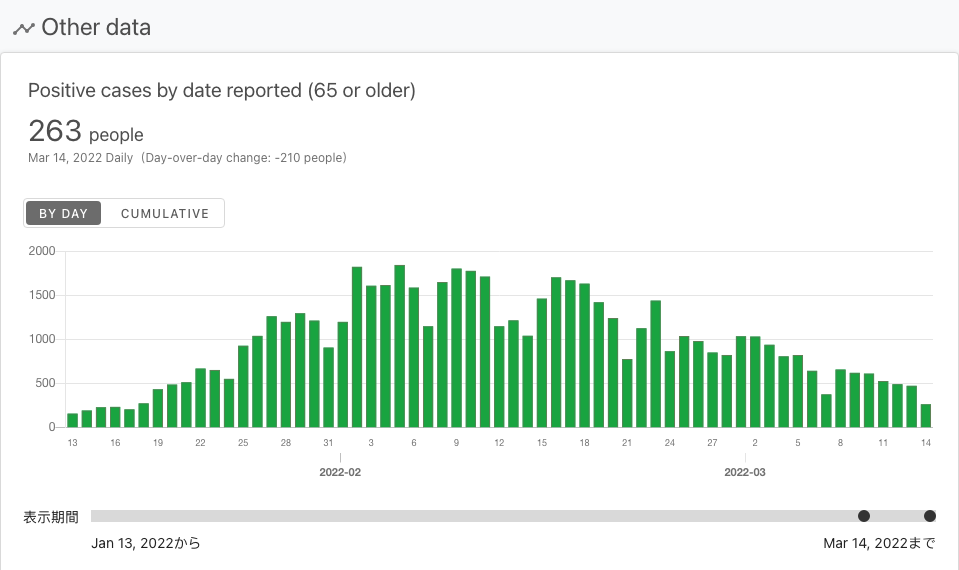 Other data
Positive cases by date reported (65 or older)
263 people
Mar 14, 2022 Daily (Day-over-day change: -210 people)
BY DAY CUMULATIVE
2000
1500
1000
500
0
13 16 19 22 25 28 31 3 6 9 12 15 18 21 24 27 2 5 8 11 14
2022-02 2022-03
表示期間
Jan 13, 2022から Mar 14, 2022まで